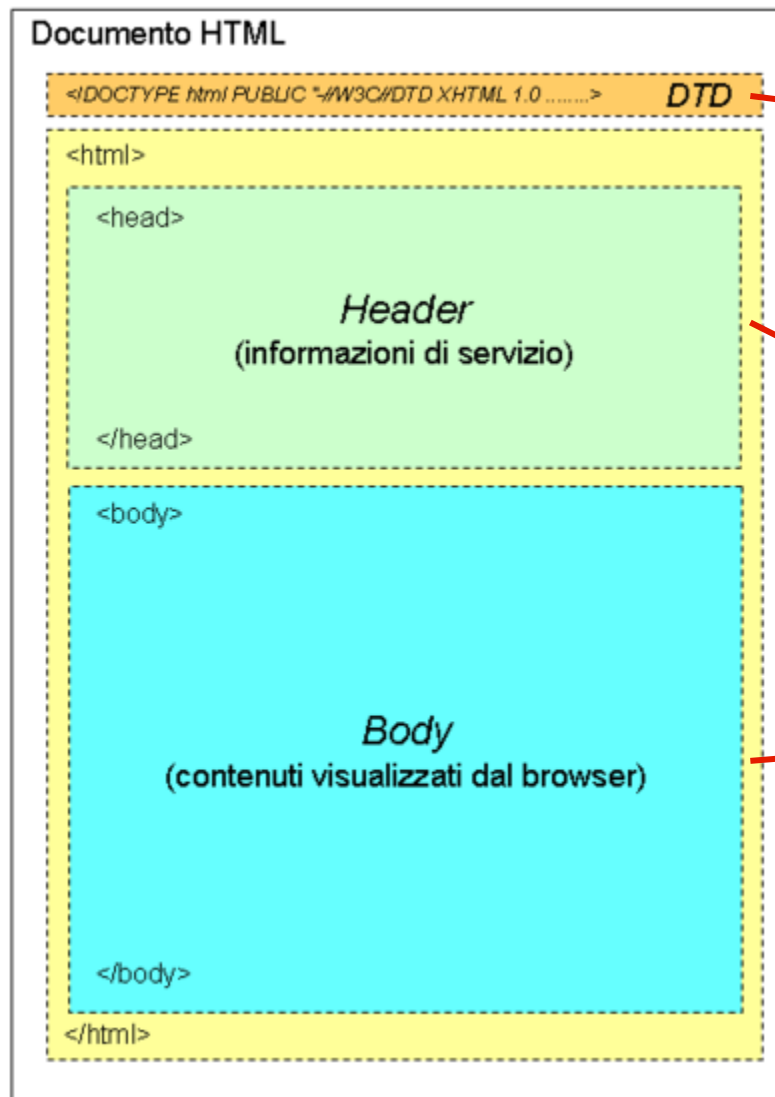 Documento HTML
<!DOCTYPE html PUBLIC "-//W3C//DTD XHTML 1.0 ........> DTD
<html>
<head>
Header
(informazioni di servizio)
</head>
<body>
Body
(contenuti visualizzati dal browser)
</body>
</html>